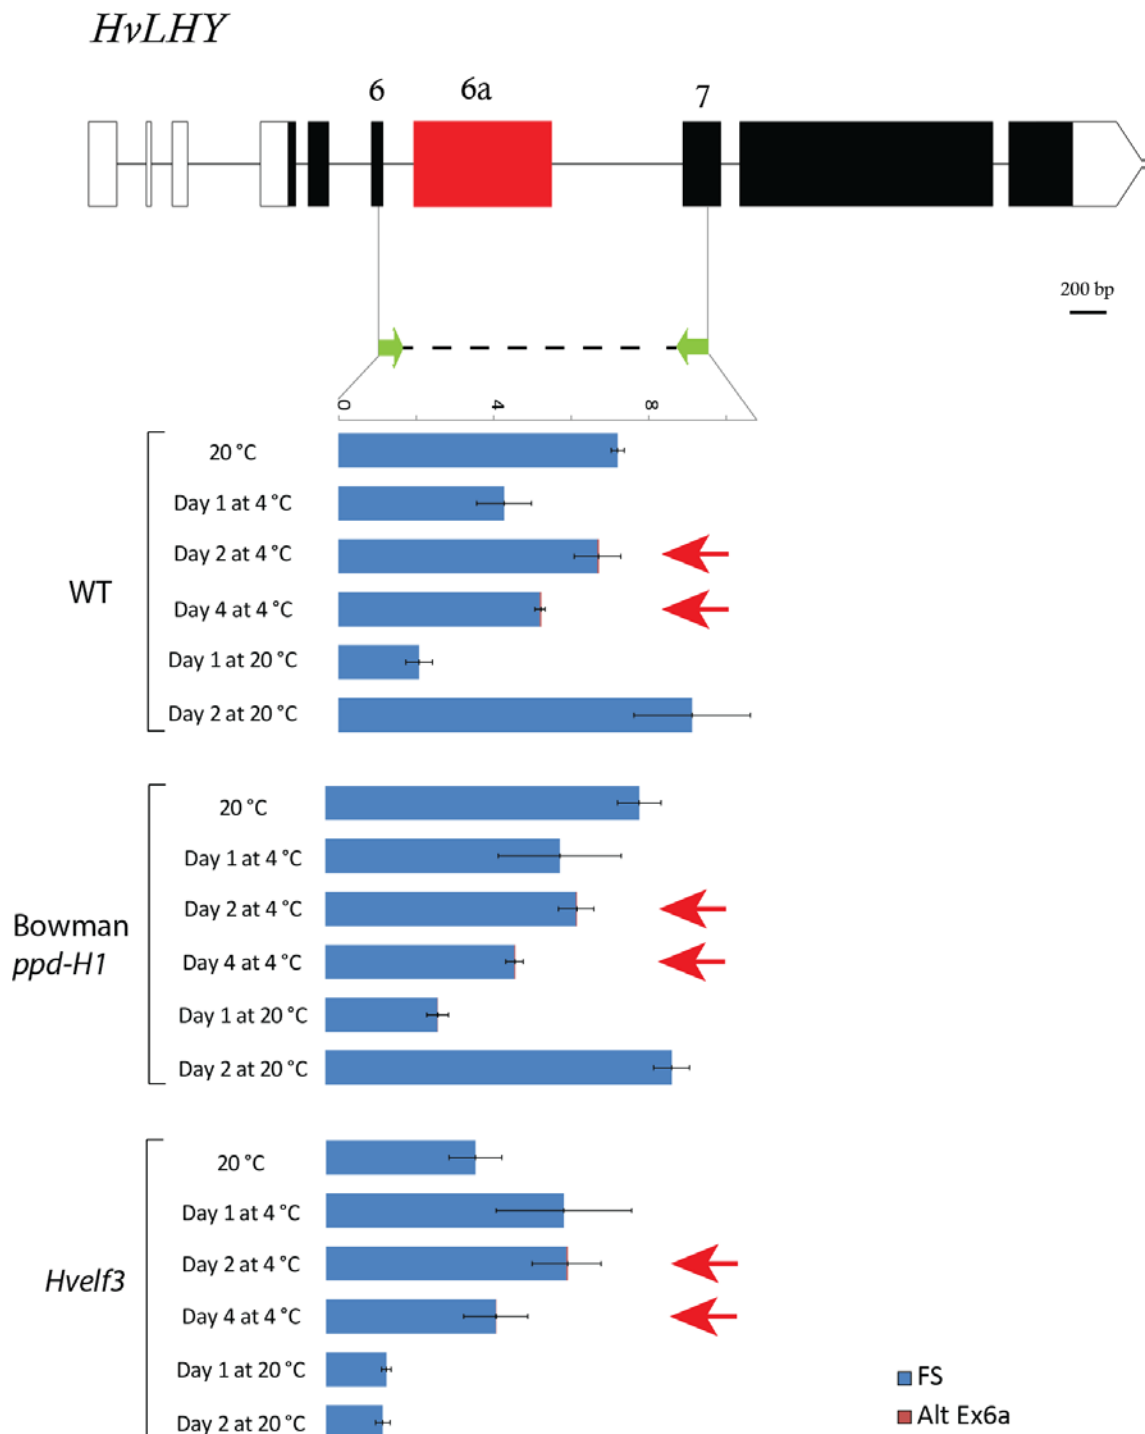 HvLHY
6 6a 7
200 bp
0 4 8
WT
20 °C
Day 1 at 4 °C
Day 2 at 4 °C
Day 4 at 4 °C
Day 1 at 20 °C
Day 2 at 20 °C
Bowman
ppd-H1
20 °C
Day 1 at 4 °C
Day 2 at 4 °C
Day 4 at 4 °C
Day 1 at 20 °C
Day 2 at 20 °C
Hvelf3
20 °C
Day 1 at 4 °C
Day 2 at 4 °C
Day 4 at 4 °C
Day 1 at 20 °C
Day 2 at 20 °C
FS
Alt Ex6a